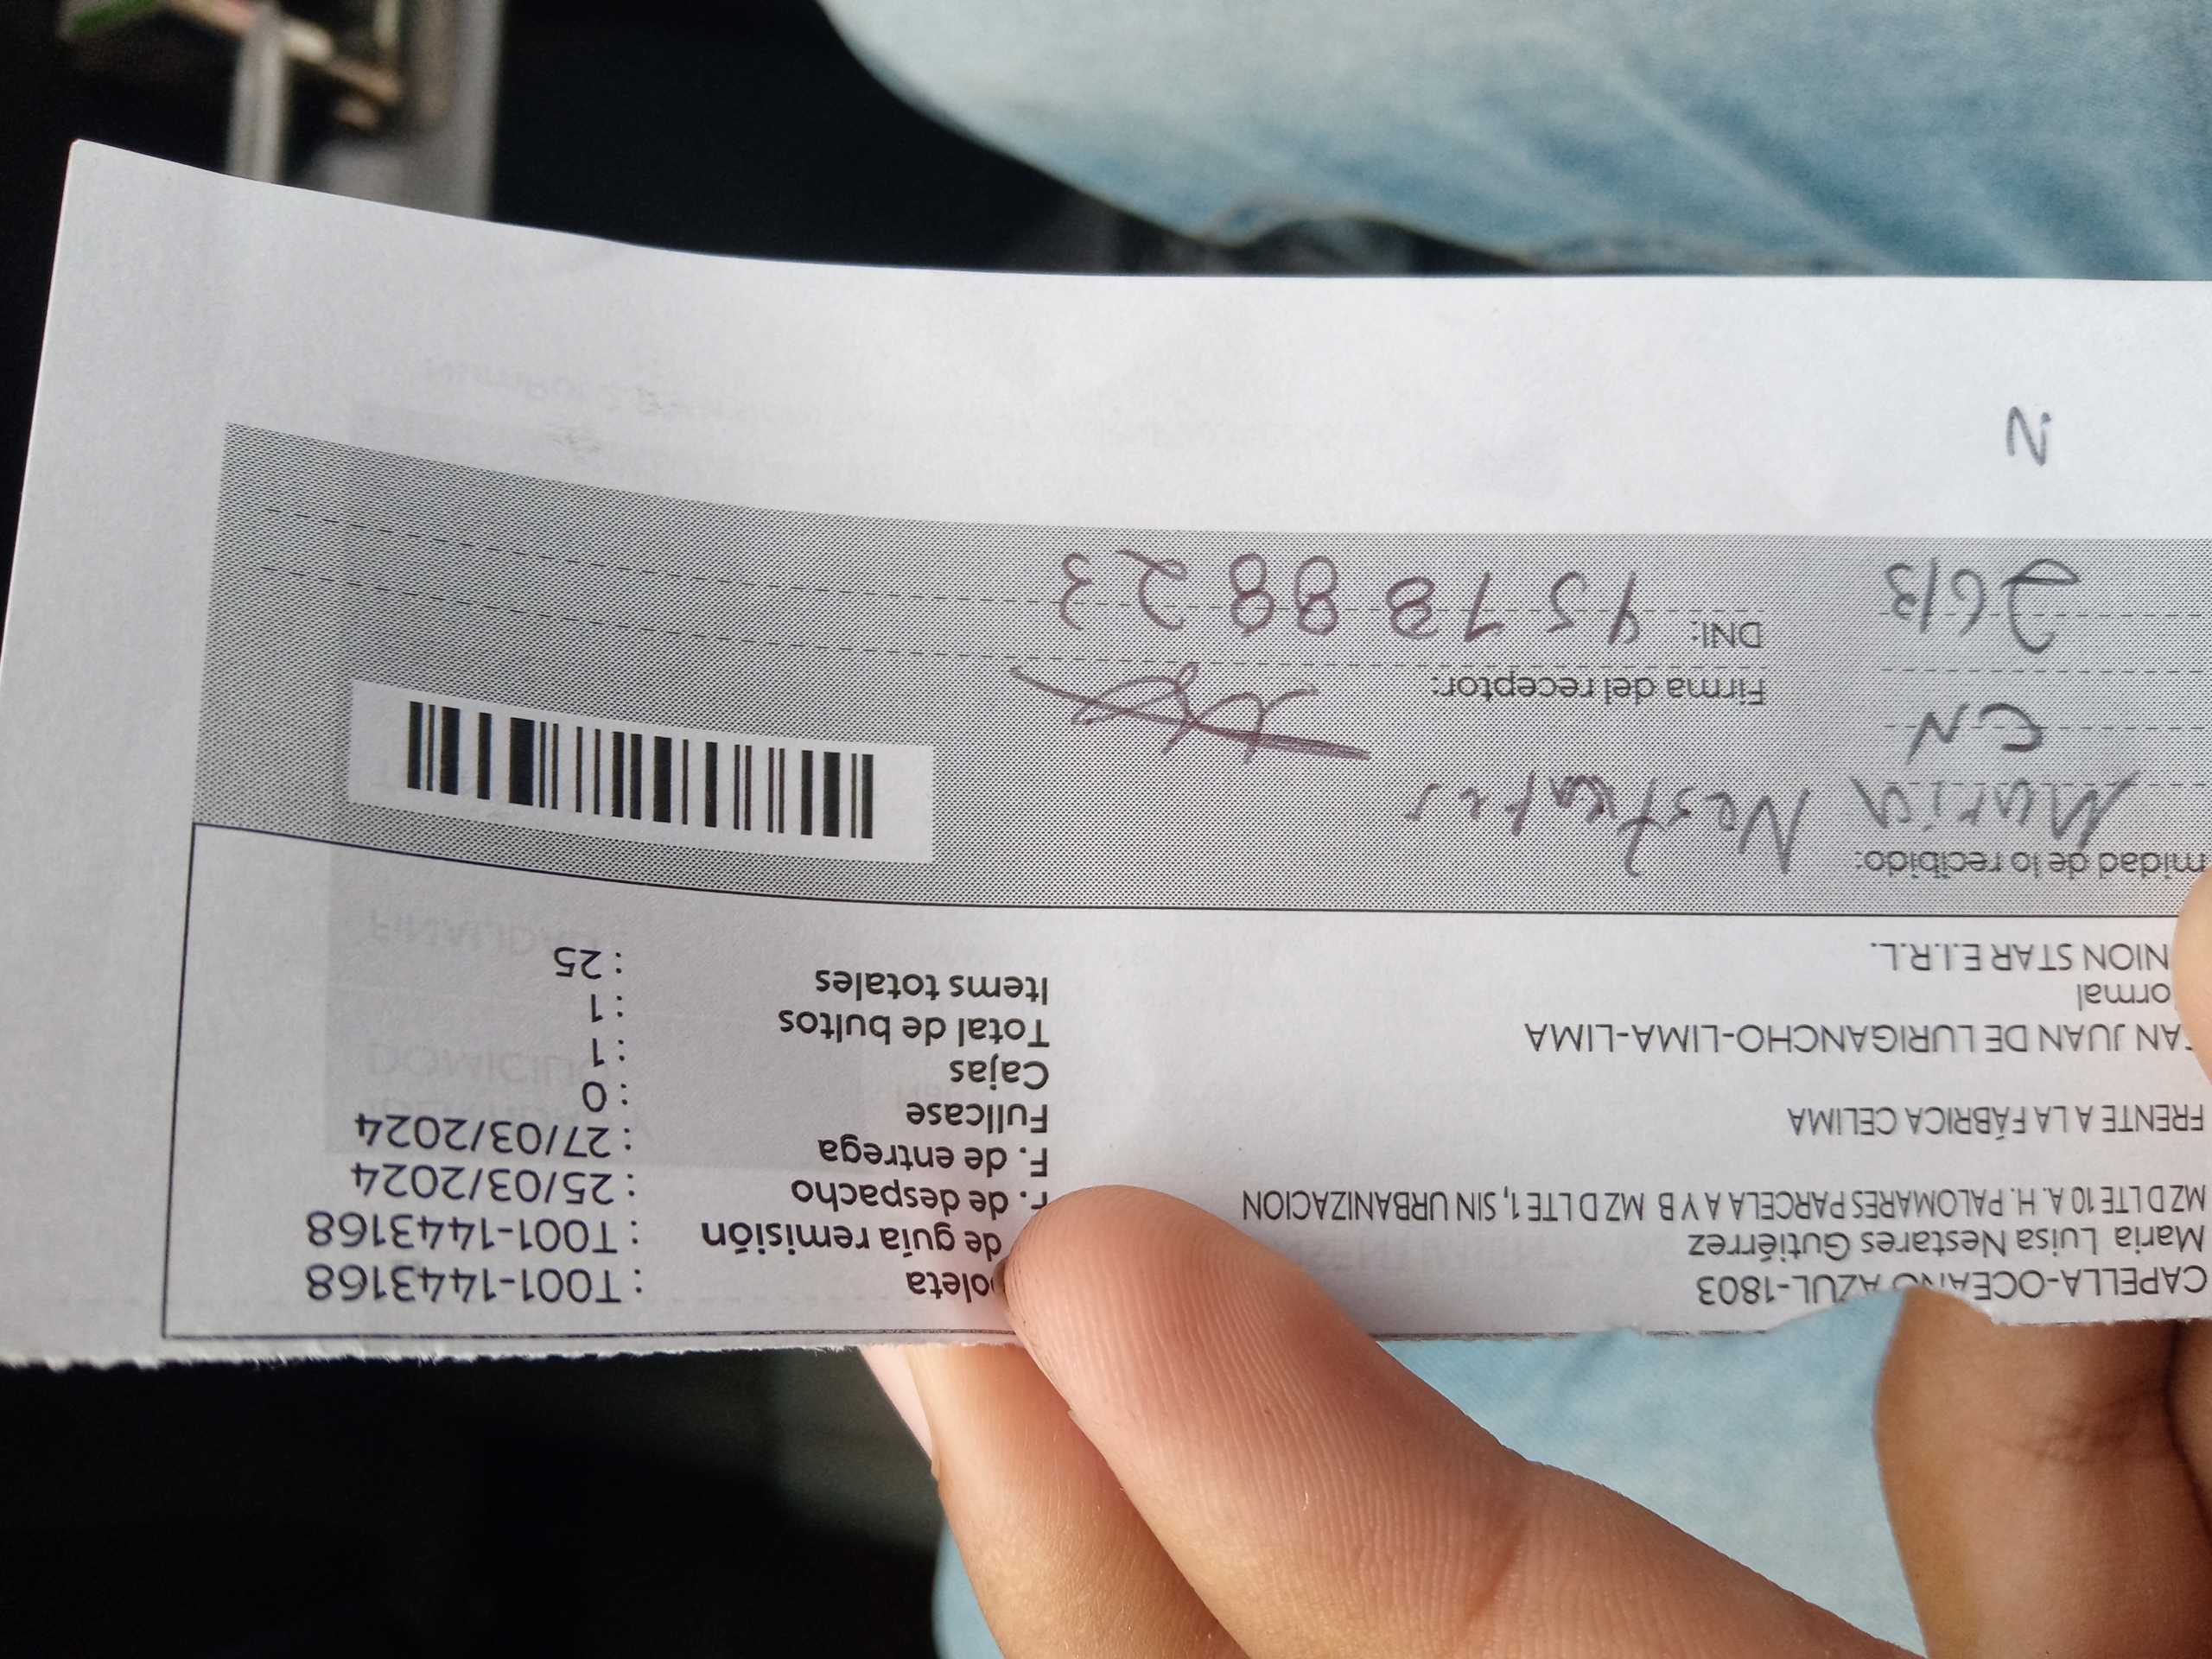 CAPELLA-OCEANO AZUL-1803
Maria Luisa Nestares Gutiérrez
MZ D LTE 10 A. H. PALOMARES PARCELA A Y B MZ D LTE 1, SIN URBANIZACION
FRENTE A LA FÁBRICA CELIMA
AN JUAN DE LURIGANCHO-LIMA-LIMA
ormal
NION STAR E.I.R.L.
oleta : T001-1443168
de guía remisión : T001-1443168
F. de despacho : 25/03/2024
F. de entrega : 27/03/2024
Fullcase : 0
Cajas : 1
Total de bultos : 1
Items totales : 25
midad de lo recibido:
Maria Nestares
CN
Firma del receptor:
26/3
DNI: 45788823
N